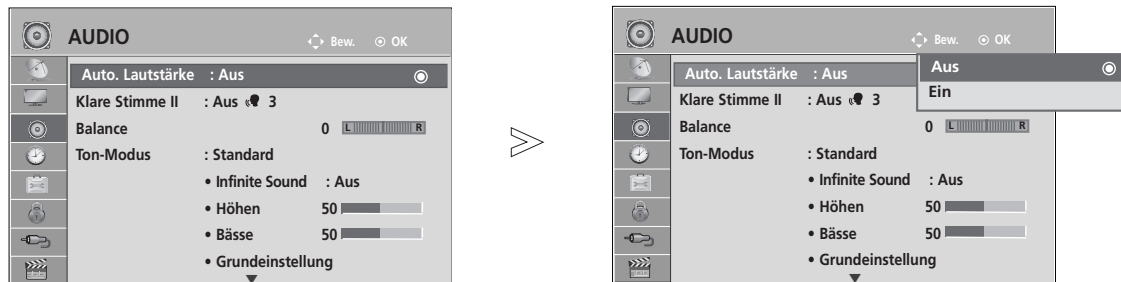 AUDIO
Bew. OK
Auto. Lautstärke : Aus
Klare Stimme II : Aus 3
Balance 0 L R
Ton-Modus : Standard
• Infinite Sound : Aus
• Höhen 50
• Bässe 50
• Grundeinstellung
AUDIO
Bew. OK
Auto. Lautstärke : Aus
Aus
Ein
Klare Stimme II : Aus 3
Balance 0 L R
Ton-Modus : Standard
• Infinite Sound : Aus
• Höhen 50
• Bässe 50
• Grundeinstellung